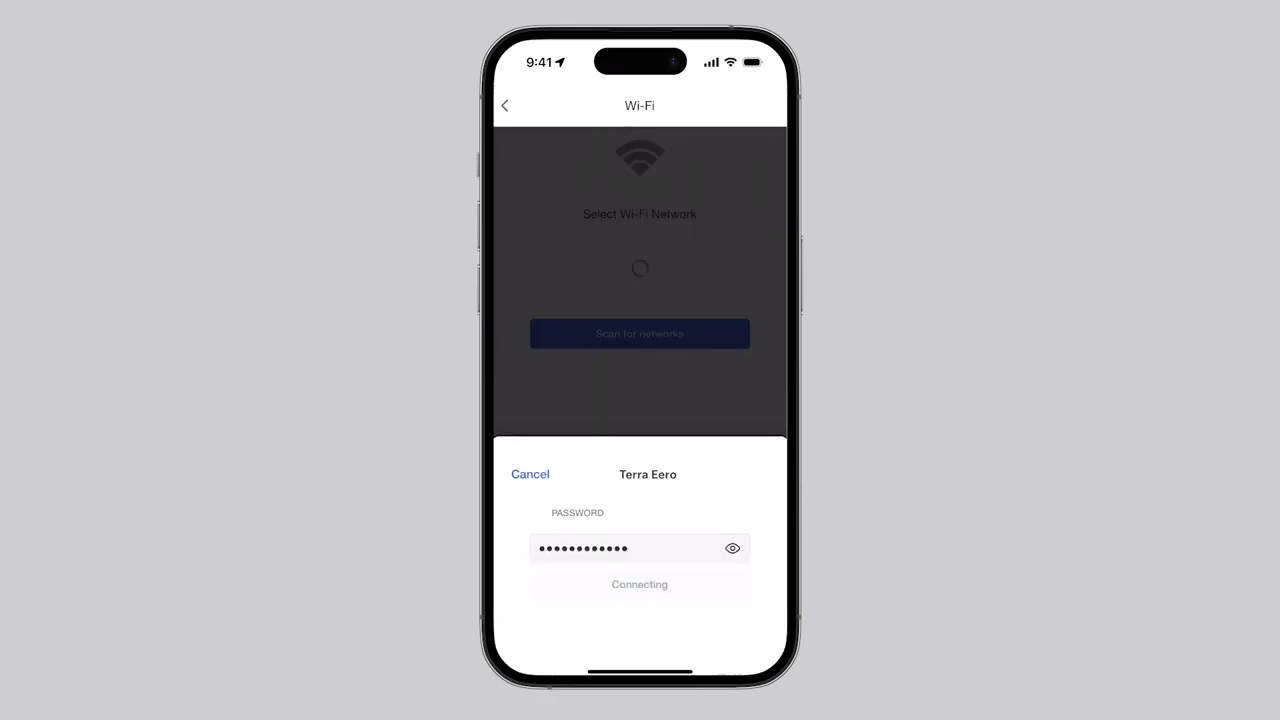 9:41
Wi-Fi
Select Wi-Fi Network
Scan for networks
Cancel
Terra Eero
PASSWORD
••••••••••••
Connecting